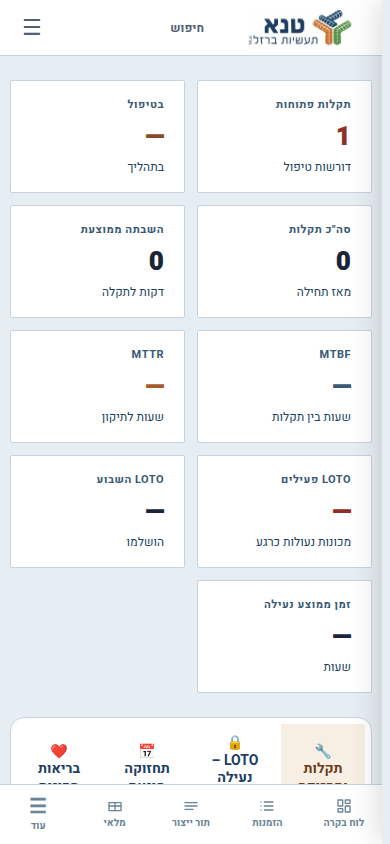 טנא
תעשיות ברזל
חיפוש
תקלות פתוחות
1
דורשות טיפול
בטיפול
—
בתהליך
סה"כ תקלות
0
מאז תחילה
השבתה ממוצעת
0
דקות לתקלה
MTBF
—
שעות בין תקלות
MTTR
—
שעות לתיקון
LOTO פעילים
—
מכונות נעולות כרגע
LOTO השבוע
—
הושלמו
זמן ממוצע נעילה
—
שעות
תקלות
LOTO –
נעילה
תחזוקה
בריאות
לוח בקרה
הזמנות
תור ייצור
מלאי
עוד